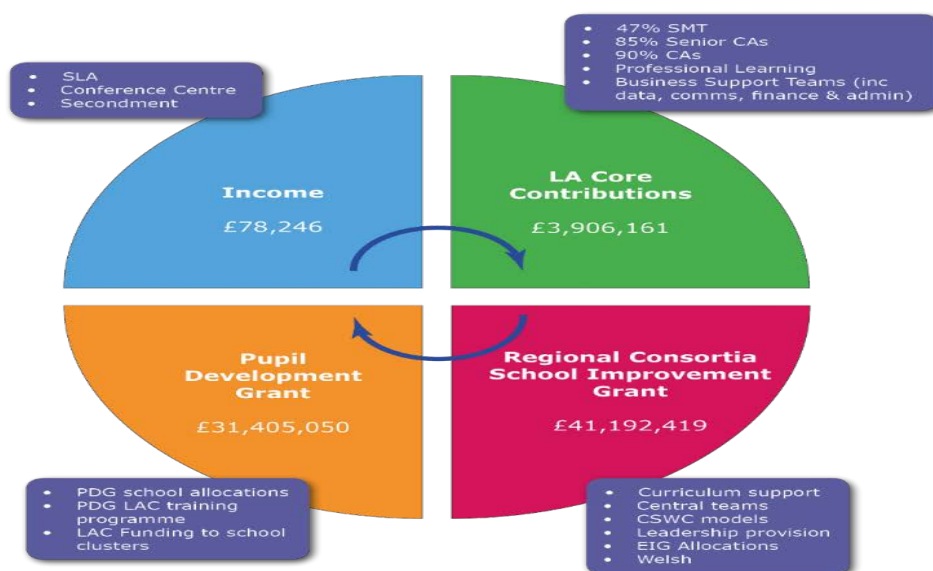 • SLA
• Conference Centre
• Secondment
• 47% SMT
• 85% Senior CAs
• 90% CAs
• Professional Learning
• Business Support Teams (inc
data, comms, finance & admin)
Income
£78,246
LA Core
Contributions
£3,906,161
Pupil
Development
Grant
£31,405,050
Regional Consortia
School Improvement
Grant
£41,192,419
• PDG school allocations
• PDG LAC training
programme
• LAC Funding to school
clusters
• Curriculum support
• Central teams
• CSWC models
• Leadership provision
• EIG Allocations
• Welsh